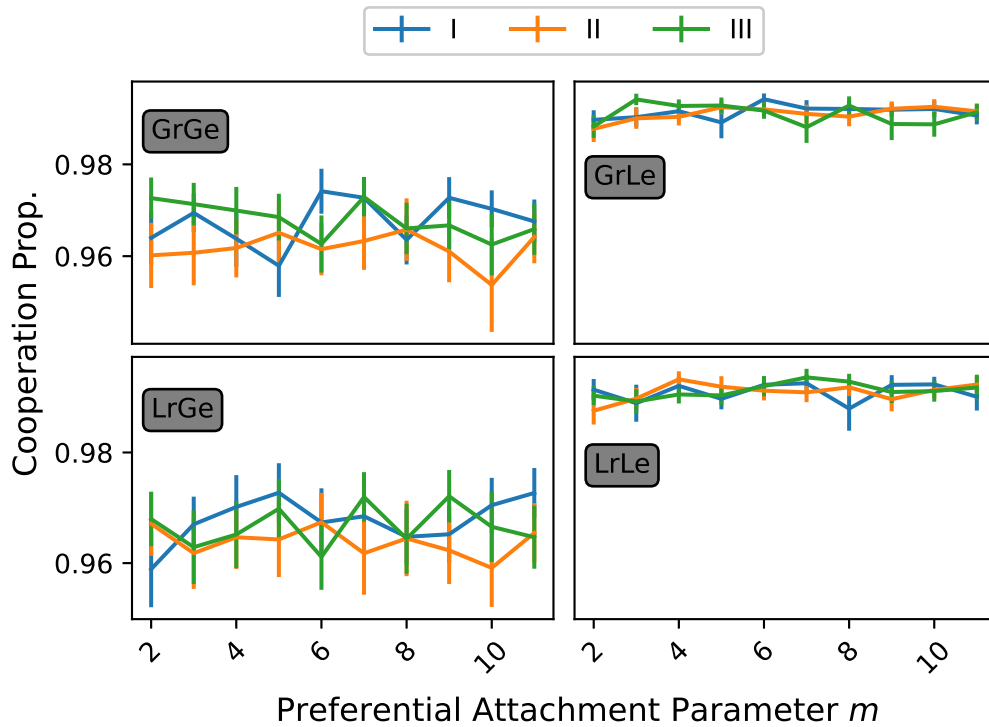 I II III
GrGe
GrLe
0.98
0.96
LrGe
LrLe
0.98
0.96
Cooperation Prop.
2 4 6 8 10
2 4 6 8 10
Preferential Attachment Parameter m